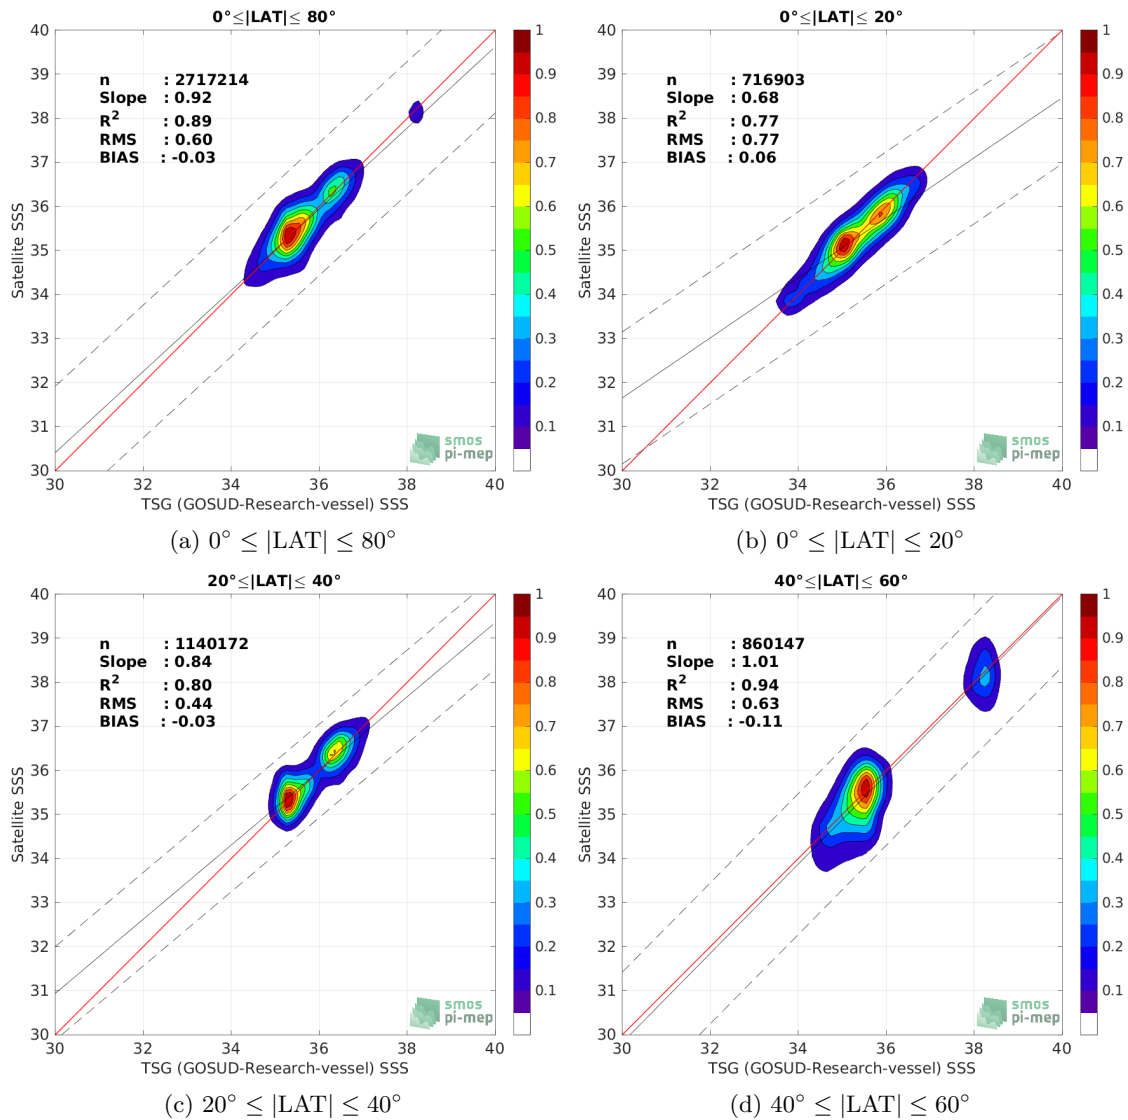 0°≤|LAT|≤ 80°
n : 2717214
Slope : 0.92
R² : 0.89
RMS : 0.60
BIAS : -0.03
40
39
38
37
36
35
34
33
32
31
30
Satellite SSS
30 32 34 36 38 40
TSG (GOSUD-Research-vessel) SSS
1
0.9
0.8
0.7
0.6
0.5
0.4
0.3
0.2
0.1
smos
pi-mep
(a) 0° ≤ |LAT| ≤ 80°
0°≤|LAT|≤ 20°
n : 716903
Slope : 0.68
R² : 0.77
RMS : 0.77
BIAS : 0.06
40
39
38
37
36
35
34
33
32
31
30
Satellite SSS
30 32 34 36 38 40
TSG (GOSUD-Research-vessel) SSS
1
0.9
0.8
0.7
0.6
0.5
0.4
0.3
0.2
0.1
smos
pi-mep
(b) 0° ≤ |LAT| ≤ 20°
20°≤|LAT|≤ 40°
n : 1140172
Slope : 0.84
R² : 0.80
RMS : 0.44
BIAS : -0.03
40
39
38
37
36
35
34
33
32
31
30
Satellite SSS
30 32 34 36 38 40
TSG (GOSUD-Research-vessel) SSS
1
0.9
0.8
0.7
0.6
0.5
0.4
0.3
0.2
0.1
smos
pi-mep
(c) 20° ≤ |LAT| ≤ 40°
40°≤|LAT|≤ 60°
n : 860147
Slope : 1.01
R² : 0.94
RMS : 0.63
BIAS : -0.11
40
39
38
37
36
35
34
33
32
31
30
Satellite SSS
30 32 34 36 38 40
TSG (GOSUD-Research-vessel) SSS
1
0.9
0.8
0.7
0.6
0.5
0.4
0.3
0.2
0.1
smos
pi-mep
(d) 40° ≤ |LAT| ≤ 60°